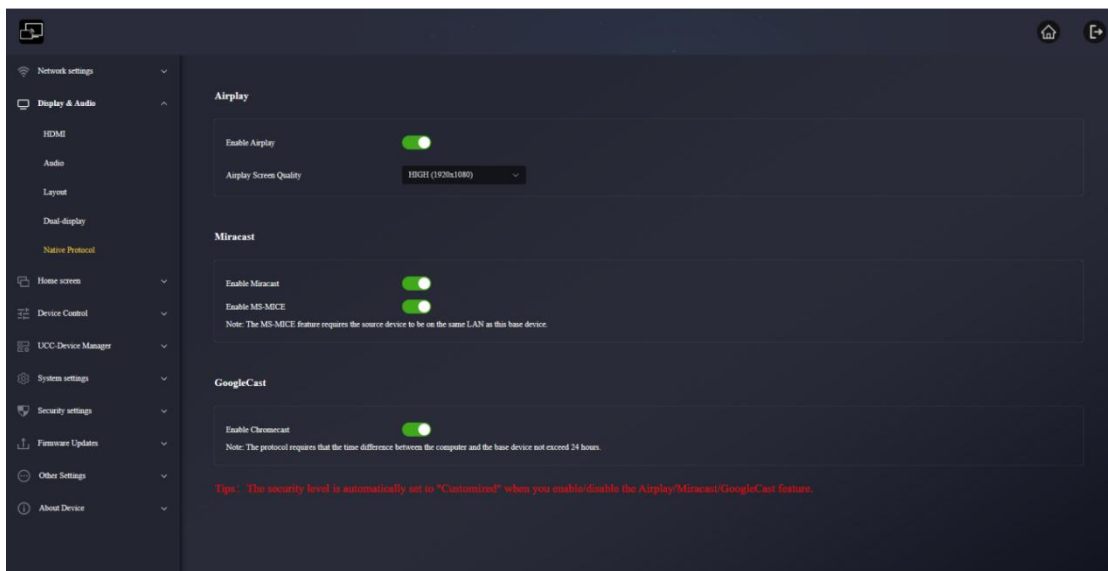 Network settings
Display & Audio
HDMI
Audio
Layout
Dual-display
Native Protocol
Home screen
Device Control
UCC-Device Manager
System settings
Security settings
Firmware Updates
Other Settings
About Device
Airplay
Enable Airplay
Airplay Screen Quality
HIGH (1920x1080)
Miracast
Enable Miracast
Enable MS-MICE
Note: The MS-MICE feature requires the source device to be on the same LAN as this base device.
GoogleCast
Enable Chromecast
Note: The protocol requires that the time difference between the computer and the base device not exceed 24 hours.
Tips: The security level is automatically set to "Customized" when you enable/disable the Airplay/Miracast/GoogleCast feature.